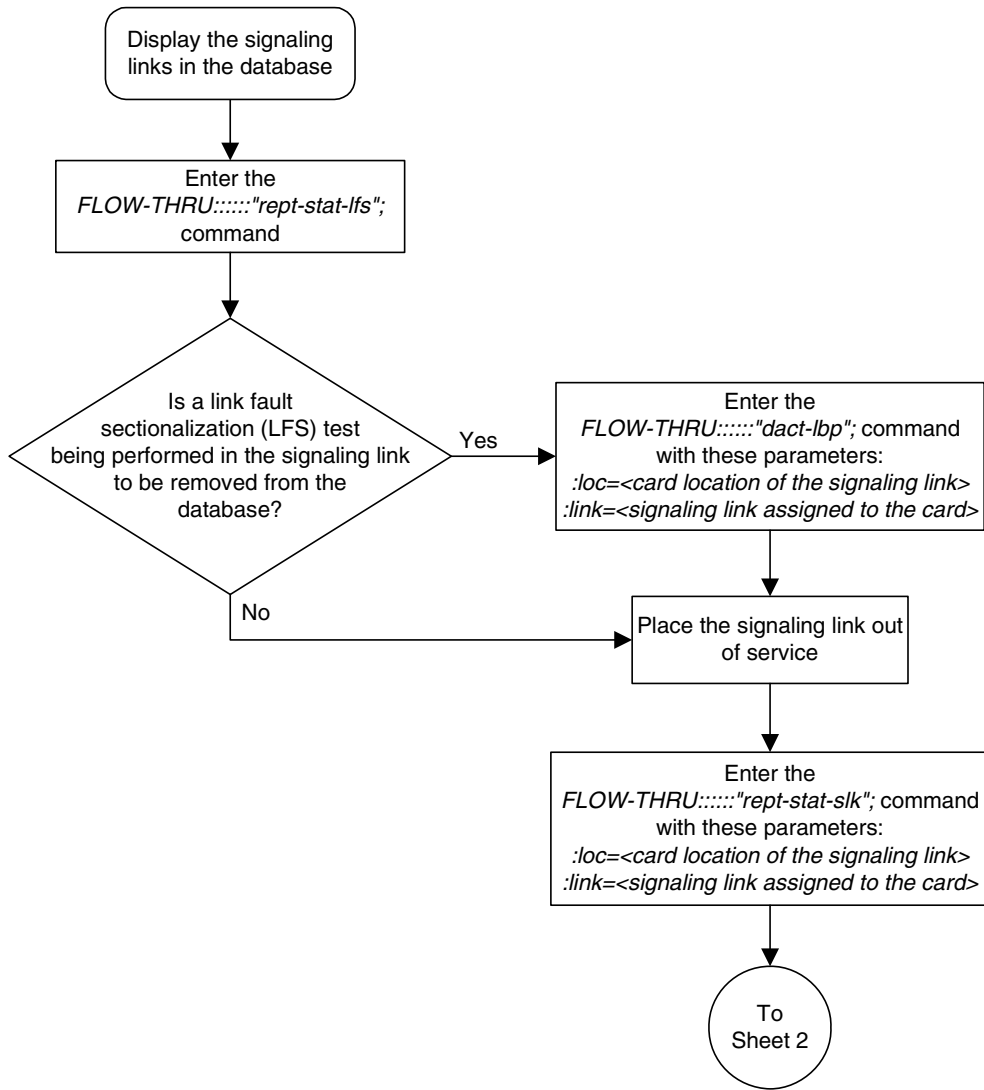 Display the signaling
links in the database
Enter the
FLOW-THRU::::::"rept-stat-lfs";
command
Is a link fault
sectionalization (LFS) test
being performed in the signaling link
to be removed from the
database?
Yes
Enter the
FLOW-THRU::::::"dact-lbp"; command
with these parameters:
:loc=<card location of the signaling link>
:link=<signaling link assigned to the card>
No
Place the signaling link out
of service
Enter the
FLOW-THRU::::::"rept-stat-slk"; command
with these parameters:
:loc=<card location of the signaling link>
:link=<signaling link assigned to the card>
To
Sheet 2